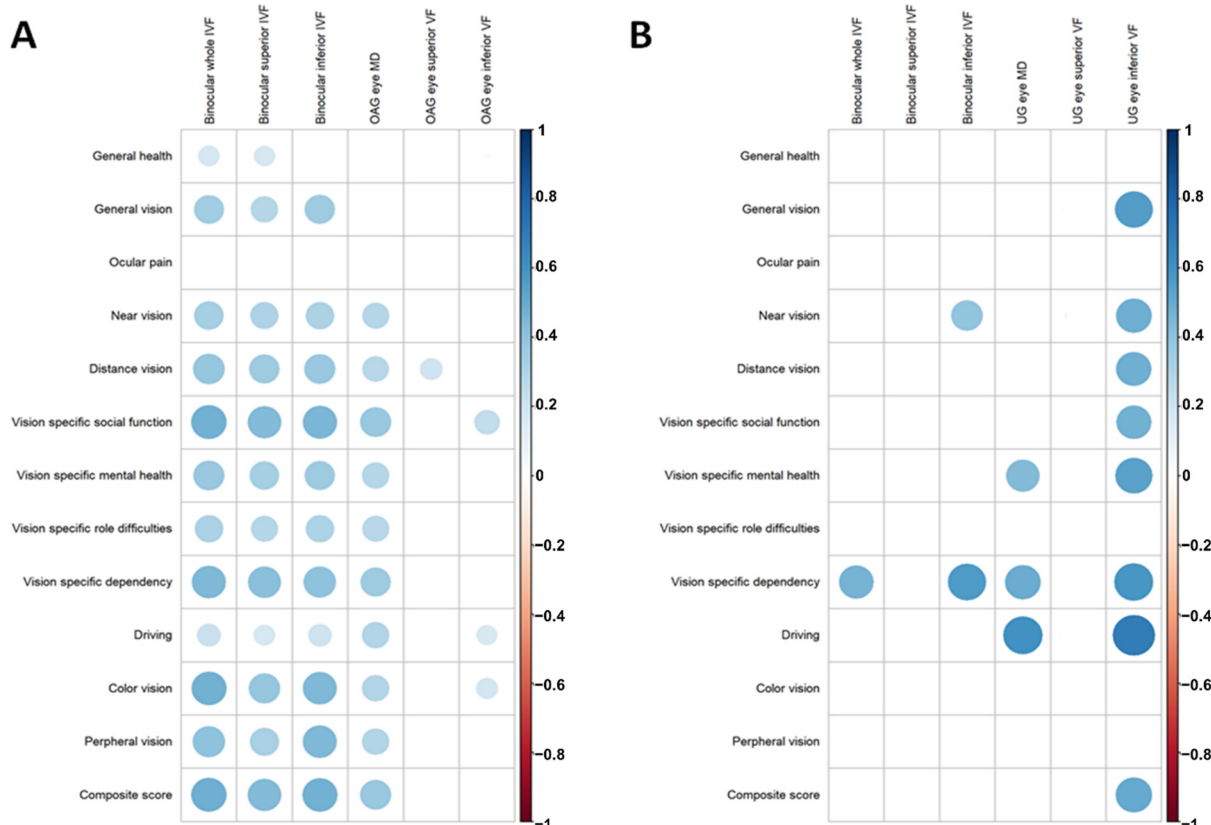 A
Binocular whole IVF
Binocular superior IVF
Binocular inferior IVF
OAG eye MD
OAG eye superior VF
OAG eye inferior VF
General health
General vision
Ocular pain
Near vision
Distance vision
Vision specific social function
Vision specific mental health
Vision specific role difficulties
Vision specific dependency
Driving
Color vision
Perpheral vision
Composite score
1
0.8
0.6
0.4
0.2
0
−0.2
−0.4
−0.6
−0.8
−1
B
Binocular whole IVF
Binocular superior IVF
Binocular inferior IVF
UG eye MD
UG eye superior VF
UG eye inferior VF
General health
General vision
Ocular pain
Near vision
Distance vision
Vision specific social function
Vision specific mental health
Vision specific role difficulties
Vision specific dependency
Driving
Color vision
Perpheral vision
Composite score
1
0.8
0.6
0.4
0.2
0
−0.2
−0.4
−0.6
−0.8
−1